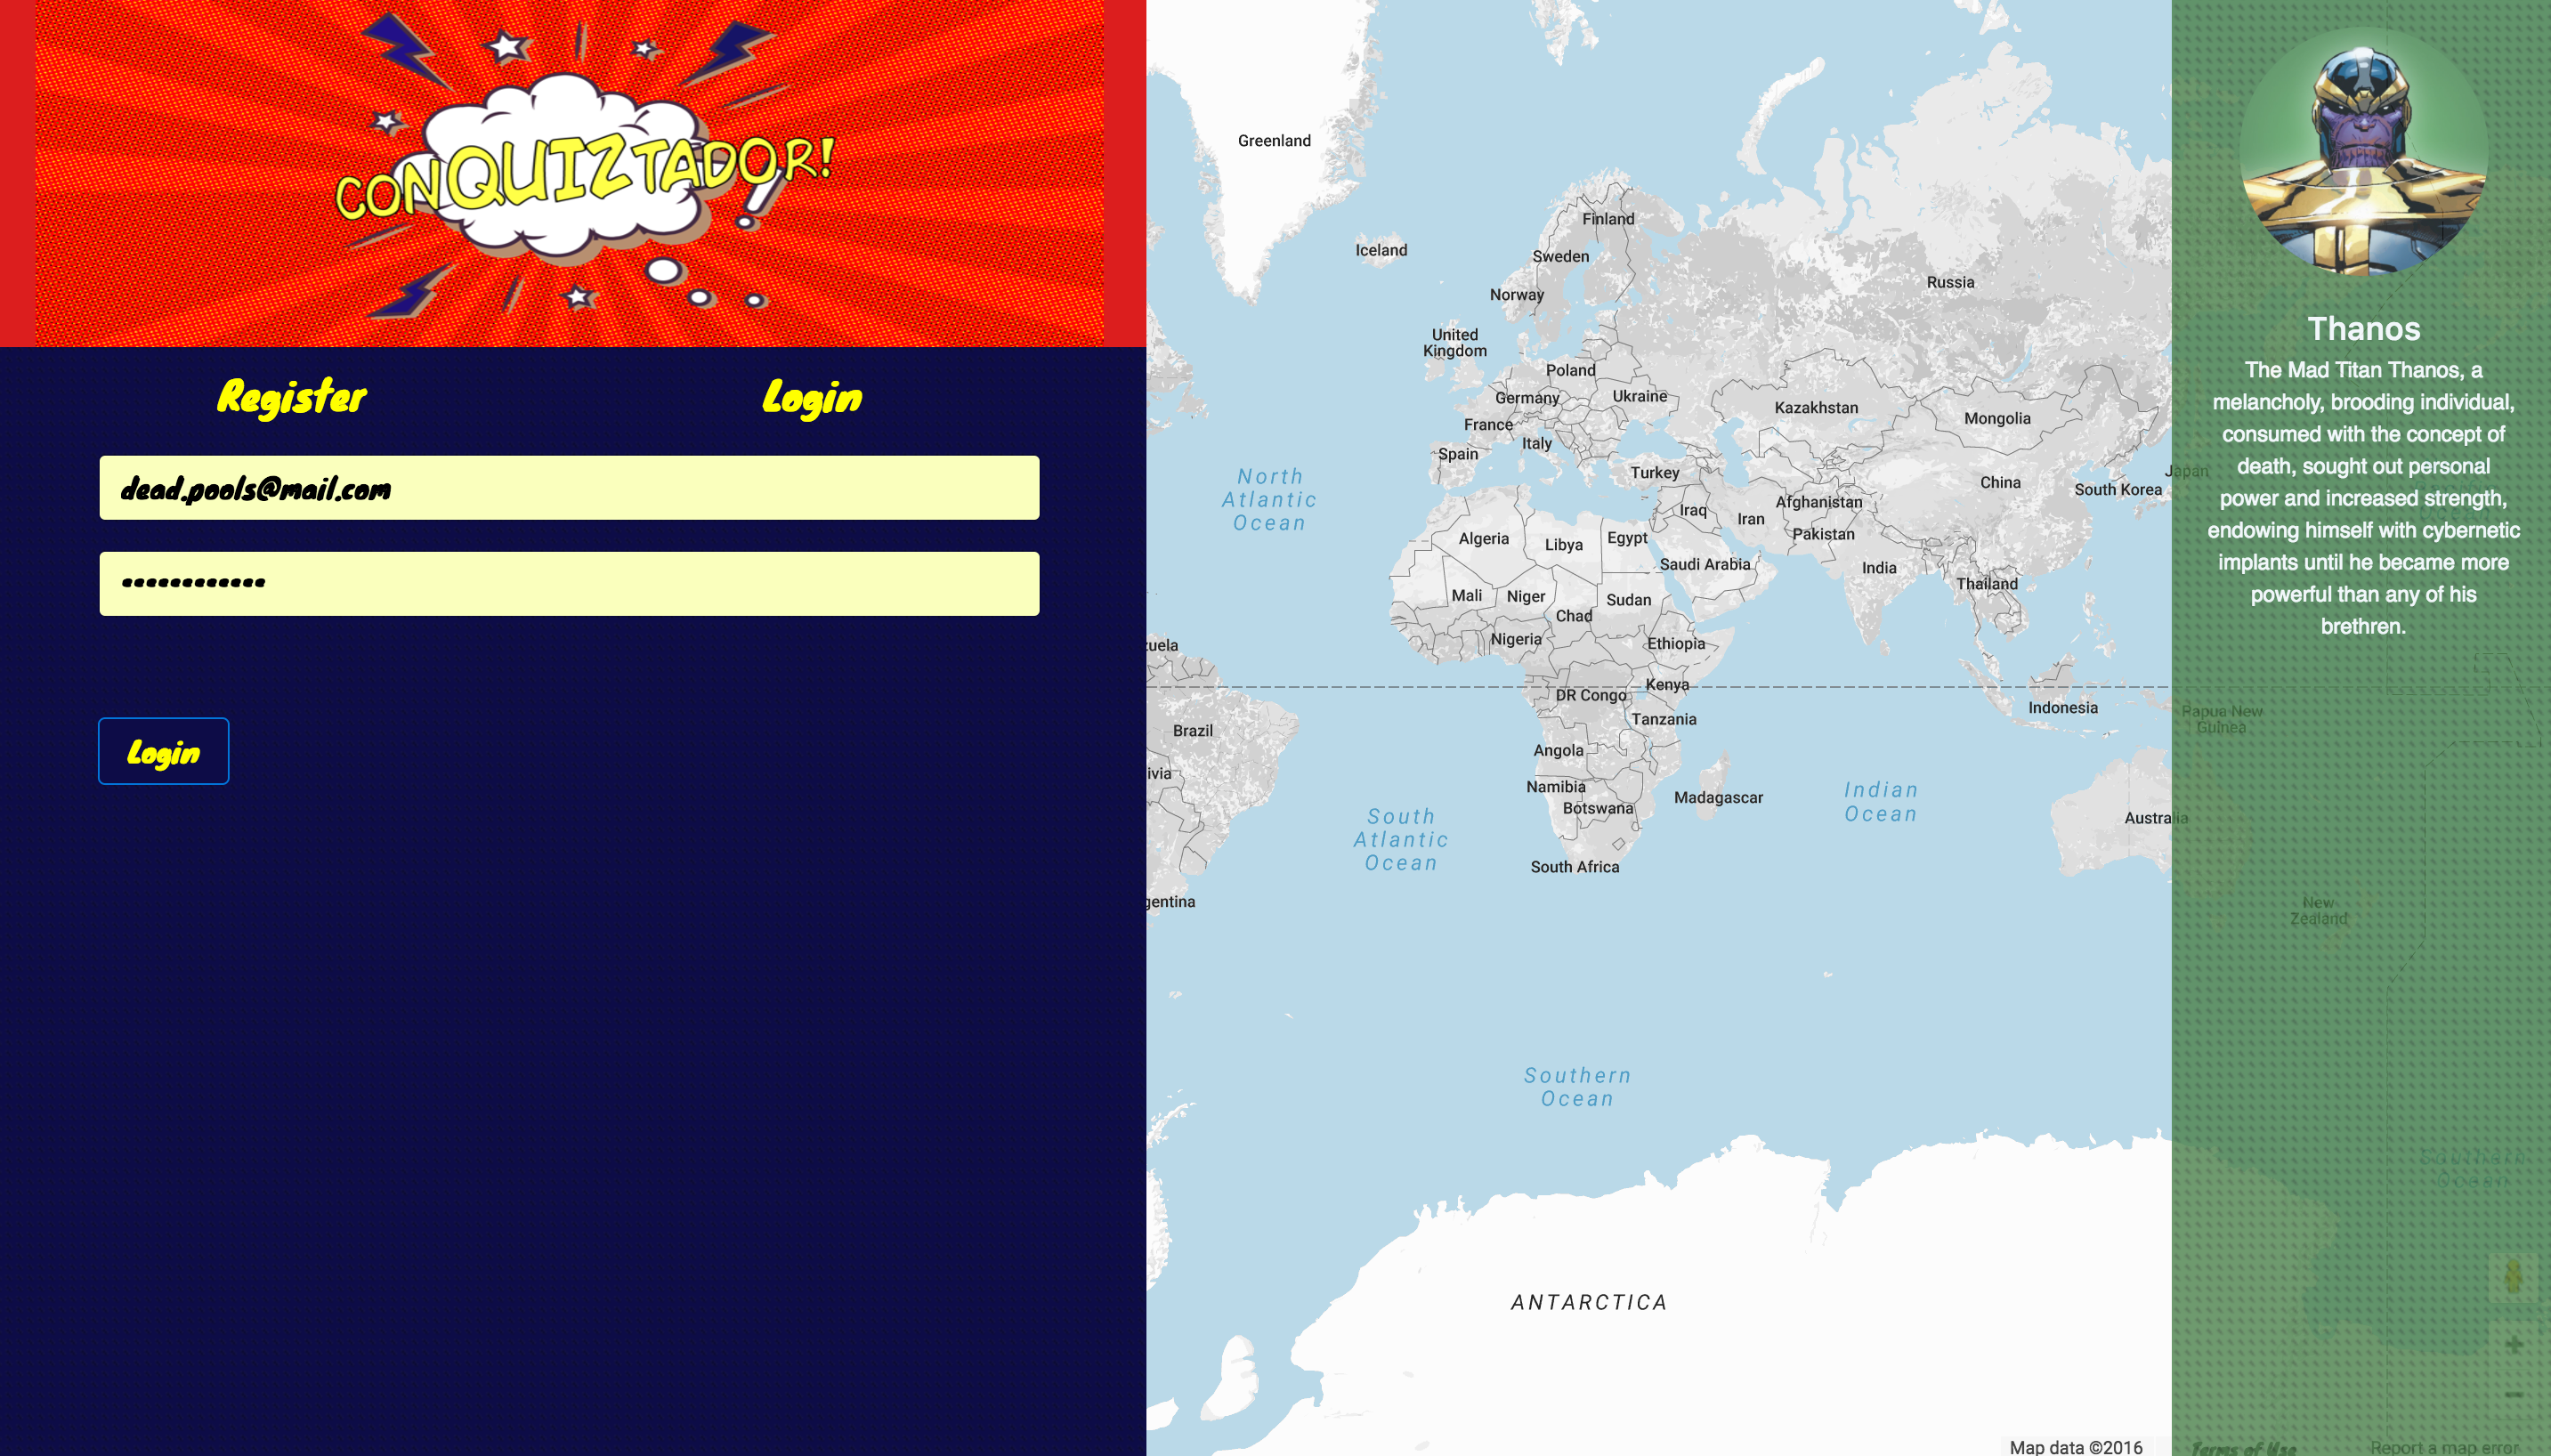 CONQUIZTADOR!
Register
Login
dead.pools@mail.com
••••••••••••
Login
Greenland
Iceland
Finland
Sweden
Norway
Russia
United
Kingdom
Poland
Germany
Ukraine
France
Italy
Spain
Kazakhstan
Mongolia
Turkey
China
Japan
South Korea
Afghanistan
Iraq
Iran
Pakistan
North
Atlantic
Ocean
Algeria
Libya
Egypt
Saudi Arabia
India
Thailand
Mali
Niger
Chad
Sudan
Nigeria
Ethiopia
zuela
DR Congo
Kenya
Tanzania
Indonesia
Papua New
Guinea
Brazil
Angola
ivia
Namibia
Botswana
Madagascar
Indian
Ocean
South
Atlantic
Ocean
Australia
South Africa
gentina
New
Zealand
Southern
Ocean
Southern
Ocean
ANTARCTICA
Map data ©2016
Terms of Use
Report a map error
Thanos
The Mad Titan Thanos, a
melancholy, brooding individual,
consumed with the concept of
death, sought out personal
power and increased strength,
endowing himself with cybernetic
implants until he became more
powerful than any of his
brethren.